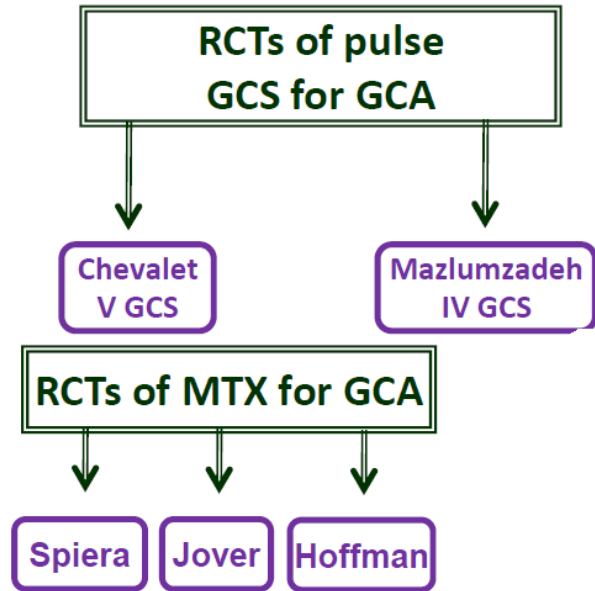 RCTs of pulse
GCS for GCA
Chevalet
V GCS
Mazlumzadeh
IV GCS
RCTs of MTX for GCA
Spiera
Jover
Hoffman